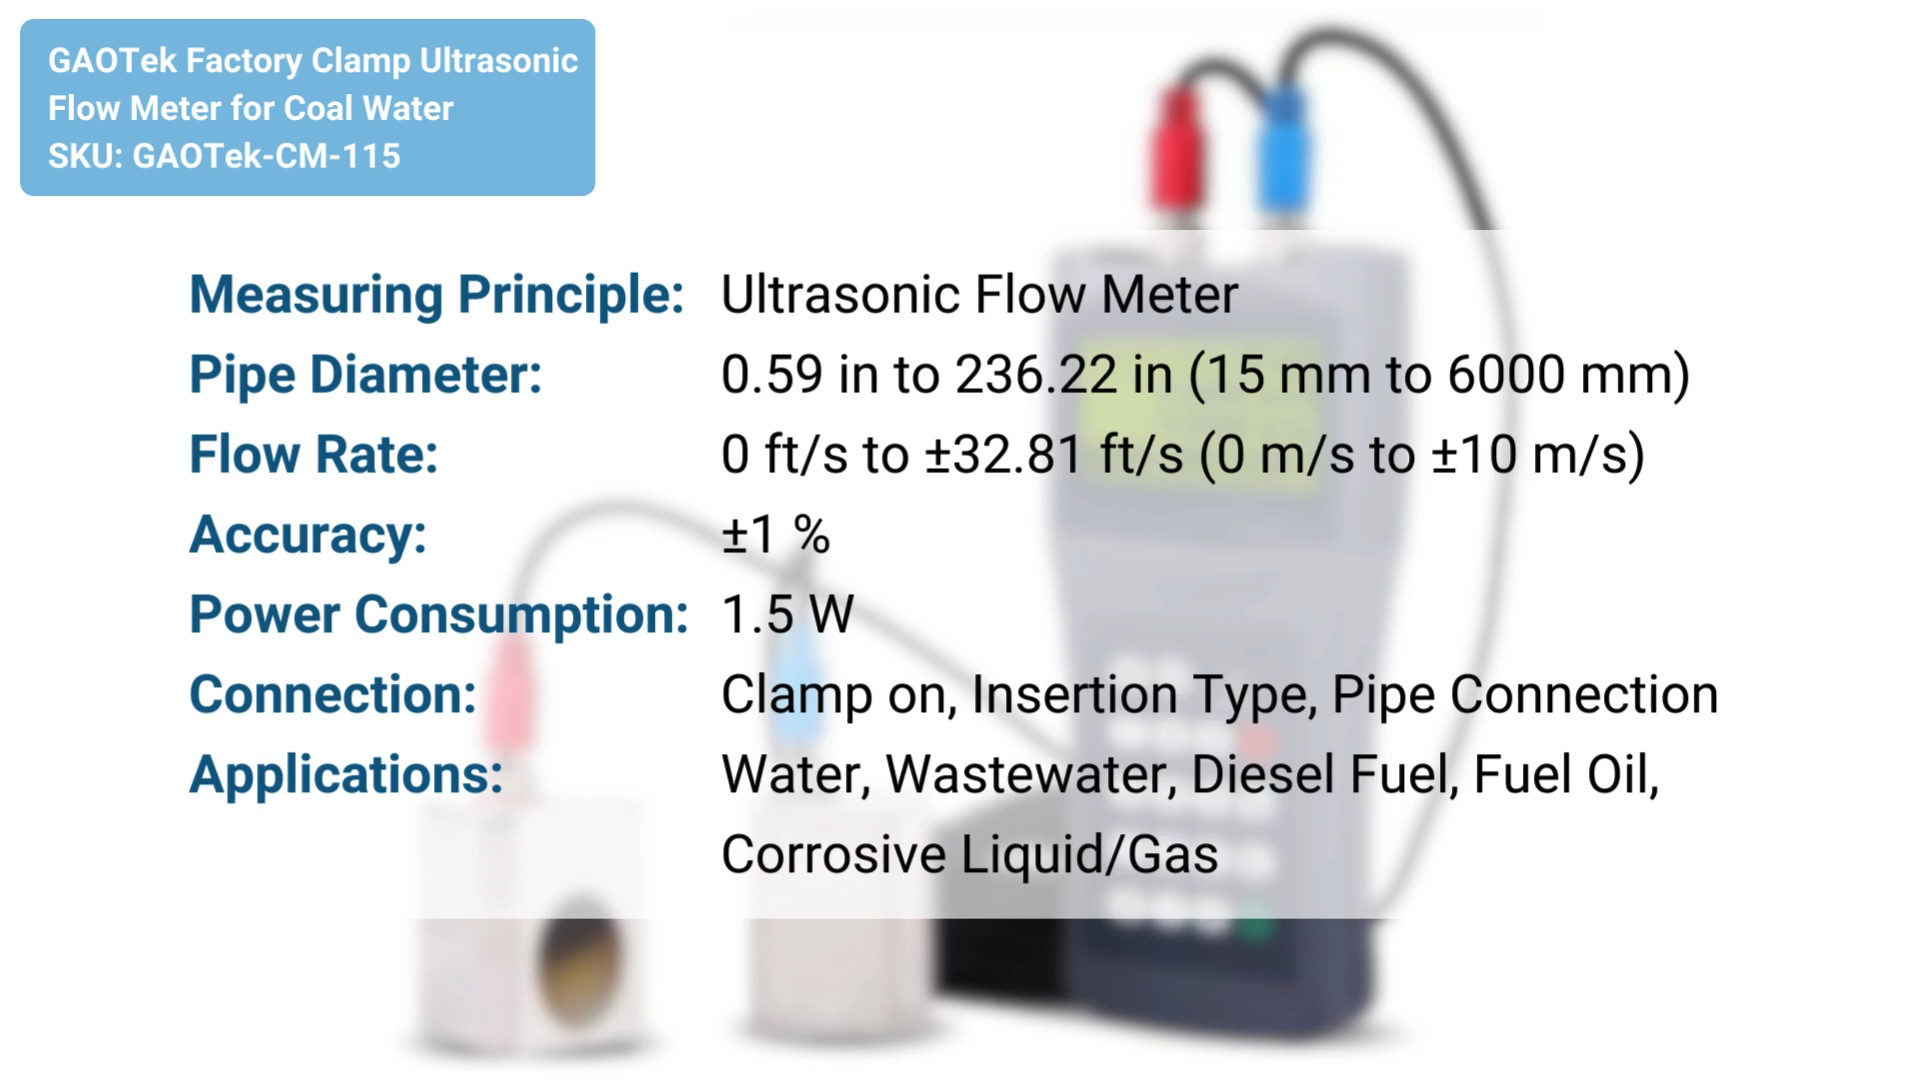 GAOTek Factory Clamp Ultrasonic
Flow Meter for Coal Water
SKU: GAOTek-CM-115
Measuring Principle: Ultrasonic Flow Meter
Pipe Diameter: 0.59 in to 236.22 in (15 mm to 6000 mm)
Flow Rate: 0 ft/s to ±32.81 ft/s (0 m/s to ±10 m/s)
Accuracy: ±1 %
Power Consumption: 1.5 W
Connection: Clamp on, Insertion Type, Pipe Connection
Applications: Water, Wastewater, Diesel Fuel, Fuel Oil,
Corrosive Liquid/Gas